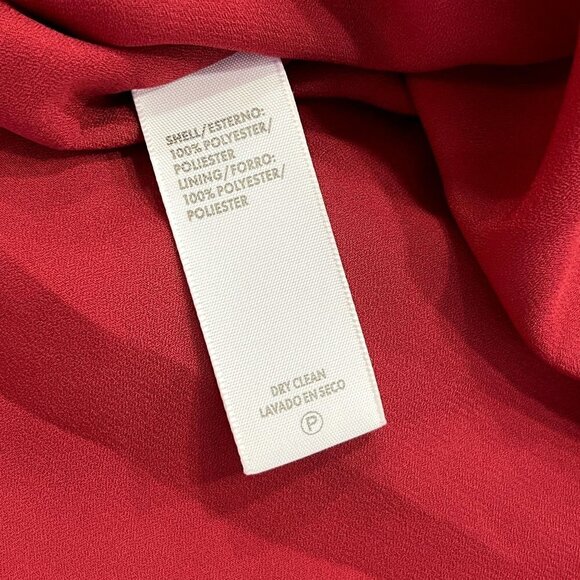 SHELL/ESTERNO:
100% POLYESTER/
POLIESTER
LINING/FORRO:
100% POLYESTER/
POLIESTER
DRY CLEAN
LAVADO EN SECO
P